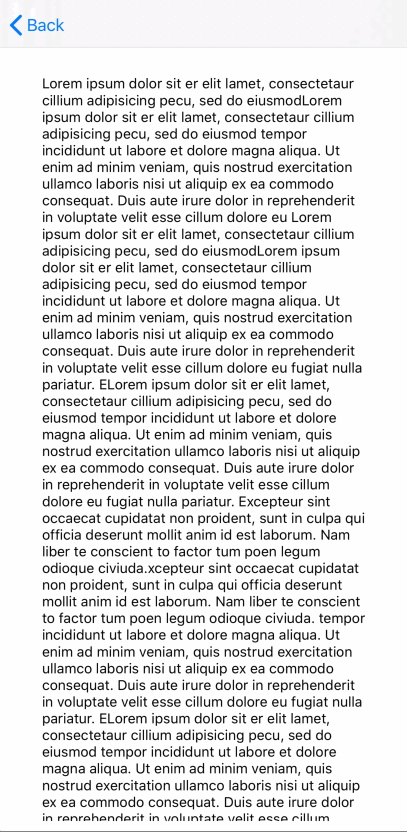 Back
Lorem ipsum dolor sit er elit lamet, consectetaur
cillium adipisicing pecu, sed do eiusmodLorem
ipsum dolor sit er elit lamet, consectetaur cillium
adipisicing pecu, sed do eiusmod tempor
incididunt ut labore et dolore magna aliqua. Ut
enim ad minim veniam, quis nostrud exercitation
ullamco laboris nisi ut aliquip ex ea commodo
consequat. Duis aute irure dolor in reprehenderit
in voluptate velit esse cillum dolore eu Lorem
ipsum dolor sit er elit lamet, consectetaur cillium
adipisicing pecu, sed do eiusmodLorem ipsum
dolor sit er elit lamet, consectetaur cillium
adipisicing pecu, sed do eiusmod tempor
incididunt ut labore et dolore magna aliqua. Ut
enim ad minim veniam, quis nostrud exercitation
ullamco laboris nisi ut aliquip ex ea commodo
consequat. Duis aute irure dolor in reprehenderit
in voluptate velit esse cillum dolore eu fugiat nulla
pariatur. ELorem ipsum dolor sit er elit lamet,
consectetaur cillium adipisicing pecu, sed do
eiusmod tempor incididunt ut labore et dolore
magna aliqua. Ut enim ad minim veniam, quis
nostrud exercitation ullamco laboris nisi ut aliquip
ex ea commodo consequat. Duis aute irure dolor
in reprehenderit in voluptate velit esse cillum
dolore eu fugiat nulla pariatur. Excepteur sint
occaecat cupidatat non proident, sunt in culpa qui
officia deserunt mollit anim id est laborum. Nam
liber te conscient to factor tum poen legum
odioque civiuda.xcepteur sint occaecat cupidatat
non proident, sunt in culpa qui officia deserunt
mollit anim id est laborum. Nam liber te conscient
to factor tum poen legum odioque civiuda. tempor
incididunt ut labore et dolore magna aliqua. Ut
enim ad minim veniam, quis nostrud exercitation
ullamco laboris nisi ut aliquip ex ea commodo
consequat. Duis aute irure dolor in reprehenderit
in voluptate velit esse cillum dolore eu fugiat nulla
pariatur. ELorem ipsum dolor sit er elit lamet,
consectetaur cillium adipisicing pecu, sed do
eiusmod tempor incididunt ut labore et dolore
magna aliqua. Ut enim ad minim veniam, quis
nostrud exercitation ullamco laboris nisi ut aliquip
ex ea commodo consequat. Duis aute irure dolor
in reprehenderit in voluptate velit esse cillum